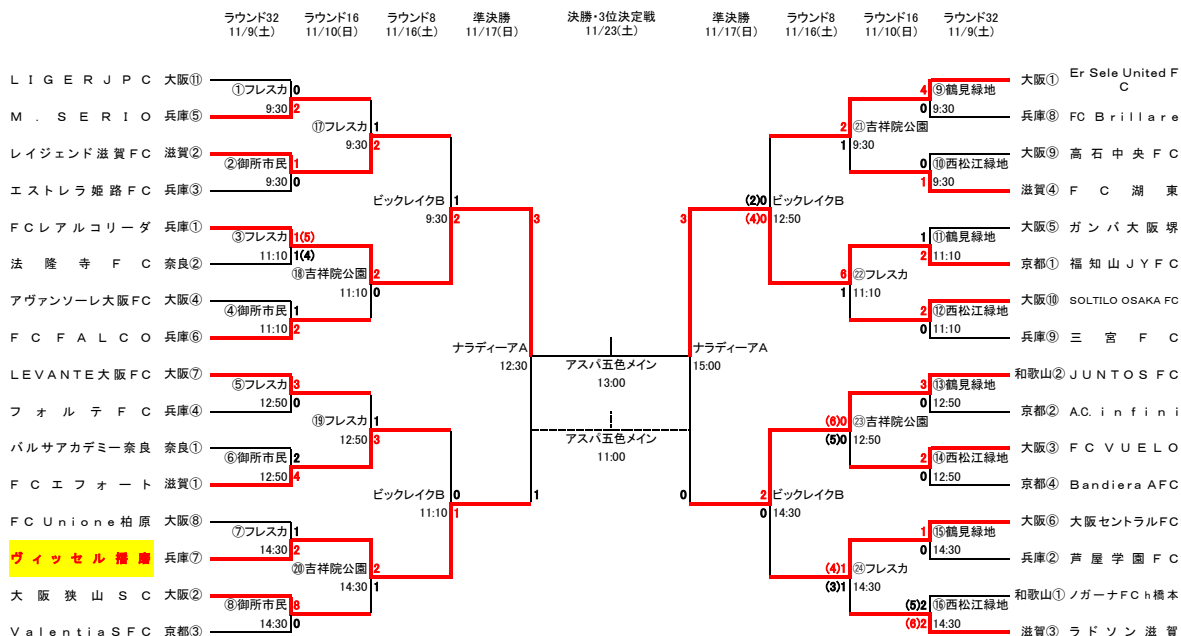 ラウンド32 ラウンド16 ラウンド8 準決勝 決勝・3位決定戦 準決勝 ラウンド8 ラウンド16 ラウンド32
11/9(土) 11/10(日) 11/16(土) 11/17(日) 11/23(土) 11/17(日) 11/16(土) 11/10(日) 11/9(土)
LIGERJPC 大阪⑪
①フレスカ 0
9:30 2
M.SERIO 兵庫⑤
⑰フレスカ 1
9:30 2
レイジェンド滋賀FC 滋賀②
②御所市民 1
9:30 0
エストレラ姫路FC 兵庫③
ビックレイクB 1
9:30 2
3
FCレアルコリーダ 兵庫①
③フレスカ 1(5)
11:10 1(4)
法隆寺FC 奈良②
⑱吉祥院公園 2
11:10 0
アヴァンソーレ大阪FC 大阪④
④御所市民 1
11:10 2
FCFALCO 兵庫⑥
ナラディーアA
12:30
LEVANTE大阪FC 大阪⑦
⑤フレスカ 3
12:50 0
フォルテFC 兵庫④
⑲フレスカ 1
12:50 3
バルサアカデミー奈良 奈良①
⑥御所市民 2
12:50 4
FCエフォート 滋賀①
ビックレイクB 0
11:10 1
1
FC Unione柏原 大阪⑧
⑦フレスカ 1
14:30 2
ヴィッセル播磨 兵庫⑦
⑳吉祥院公園 2
14:30 1
大阪狭山SC 大阪②
⑧御所市民 8
14:30 0
ValentiaSFC 京都③
アスパ五色メイン
13:00
アスパ五色メイン
11:00
大阪① Er Sele United F
C
4 ⑨鶴見緑地
0 9:30
兵庫⑧ FC Brillare
2 ㉑吉祥院公園
1 9:30
大阪⑨ 高石中央FC
0 ⑩西松江緑地
1 9:30
滋賀④ FC湖東
(2)0 ビックレイクB
(4)0 12:50
3
大阪⑤ ガンバ大阪堺
1 ⑪鶴見緑地
2 11:10
京都① 福知山JYFC
6 ㉒フレスカ
1 11:10
大阪⑩ SOLTILO OSAKA FC
2 ⑫西松江緑地
0 11:10
兵庫⑨ 三宮FC
ナラディーアA
15:00
和歌山② JUNTOS FC
3 ⑬鶴見緑地
0 12:50
京都② A.C. infini
(6)0 ㉓吉祥院公園
(5)0 12:50
大阪③ FC VUELO
2 ⑭西松江緑地
0 12:50
京都④ Bandiera AFC
2 ビックレイクB
0 14:30
0
大阪⑥ 大阪セントラルFC
1 ⑮鶴見緑地
0 14:30
兵庫② 芦屋学園FC
(4)1 ㉔フレスカ
(3)1 14:30
和歌山① ノガーナFCh橋本
(5)2 ⑯西松江緑地
(6)2 14:30
滋賀③ ラドソン滋賀